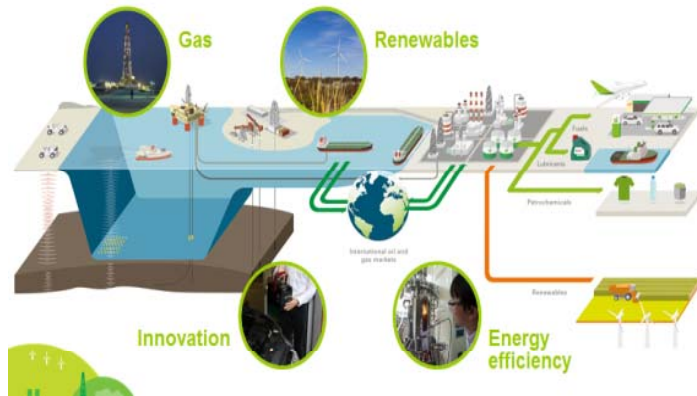 Gas
Renewables
Fuels
Lubricants
Petrochemicals
International oil and
gas markets
Renewables
Innovation
Energy
efficiency